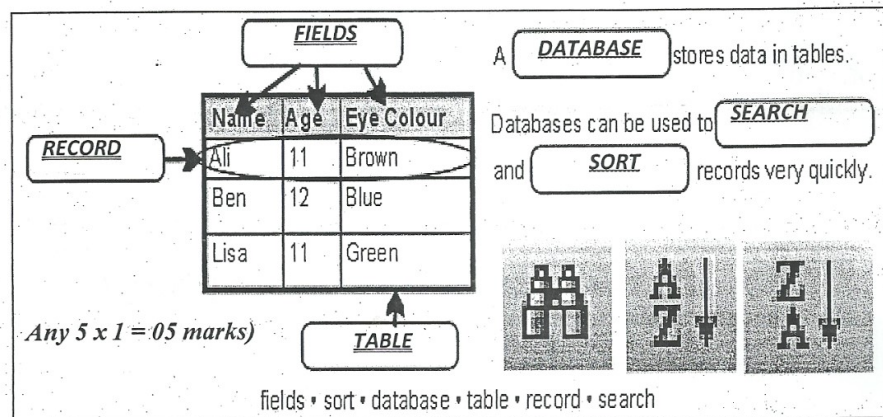 FIELDS
A DATABASE stores data in tables.
Name Age Eye Colour
Databases can be used to SEARCH
RECORD
Ali 11 Brown
and SORT records very quickly.
Ben 12 Blue
Lisa 11 Green
A Z
Z A
Any 5 x 1 = 05 marks)
TABLE
fields • sort • database • table • record • search